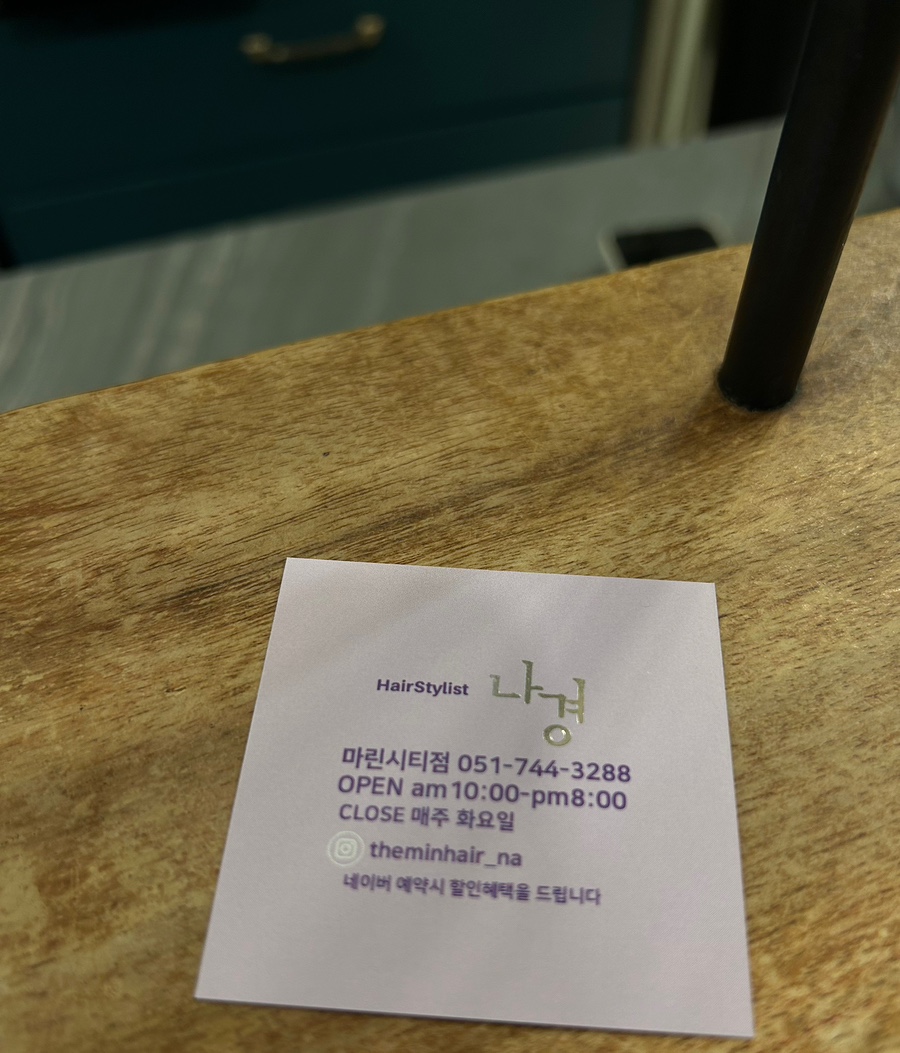 HairStylist 나경
마린시티점 051-744-3288
OPEN am10:00-pm8:00
CLOSE 매주 화요일
theminhair_na
네이버 예약시 할인혜택을 드립니다